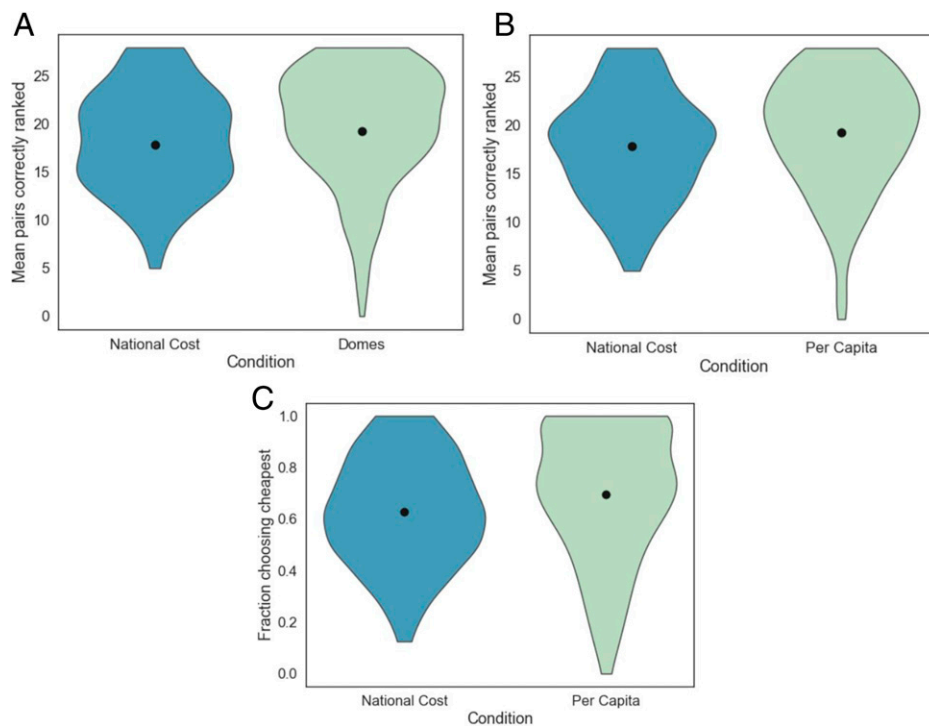 A
Mean pairs correctly ranked
25
20
15
10
5
0
National Cost Domes
Condition
B
Mean pairs correctly ranked
25
20
15
10
5
0
National Cost Per Capita
Condition
C
Fraction choosing cheapest
1.0
0.8
0.6
0.4
0.2
0.0
National Cost Per Capita
Condition